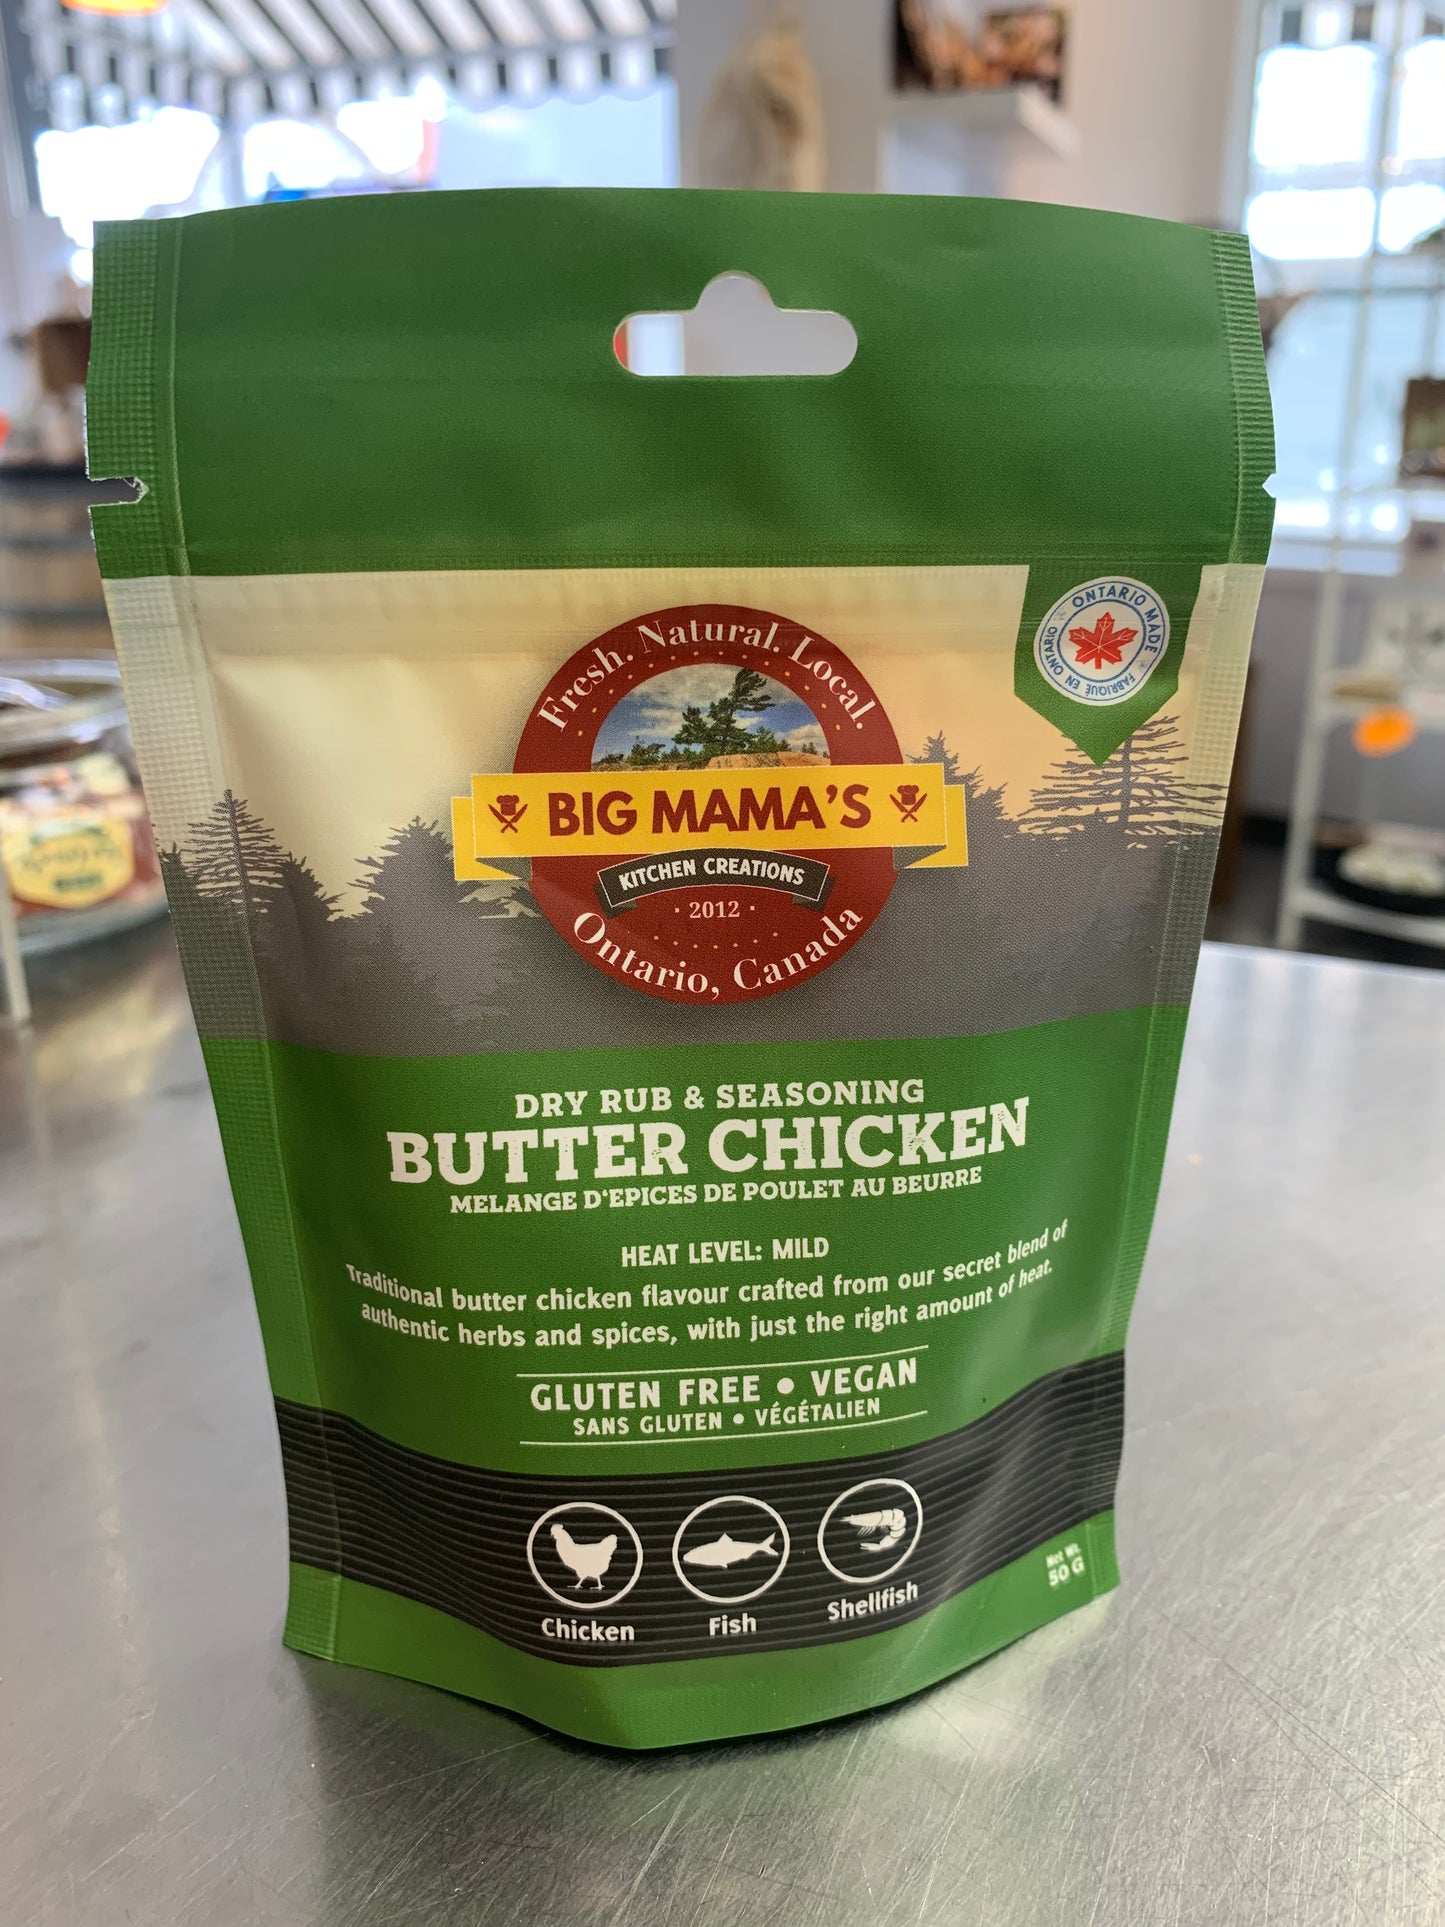 ONTARIO MADE
FABRIQUÉ EN ONTARIO
Fresh. Natural. Local.
BIG MAMA'S
KITCHEN CREATIONS
· 2012 ·
Ontario, Canada
DRY RUB & SEASONING
BUTTER CHICKEN
MELANGE D'EPICES DE POULET AU BEURRE
HEAT LEVEL: MILD
Traditional butter chicken flavour crafted from our secret blend of
authentic herbs and spices, with just the right amount of heat.
GLUTEN FREE • VEGAN
SANS GLUTEN • VÉGÉTALIEN
Chicken
Fish
Shellfish
Net Wt.
50 G